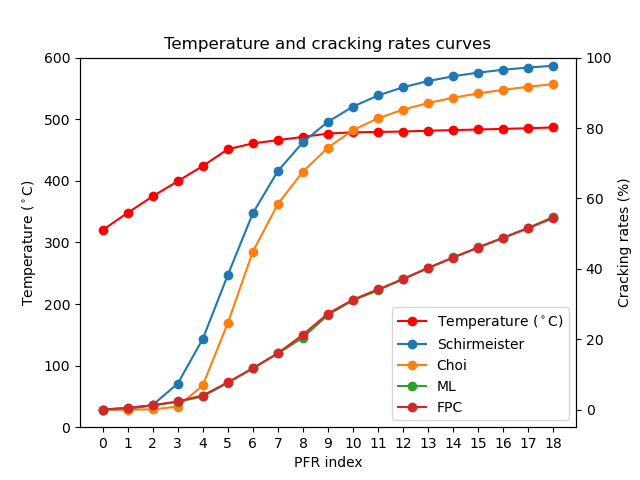 Temperature and cracking rates curves
600
500
400
300
200
100
0
Temperature (°C)
100
80
60
40
20
0
Cracking rates (%)
Temperature (°C)
Schirmeister
Choi
ML
FPC
0 1 2 3 4 5 6 7 8 9 10 11 12 13 14 15 16 17 18
PFR index